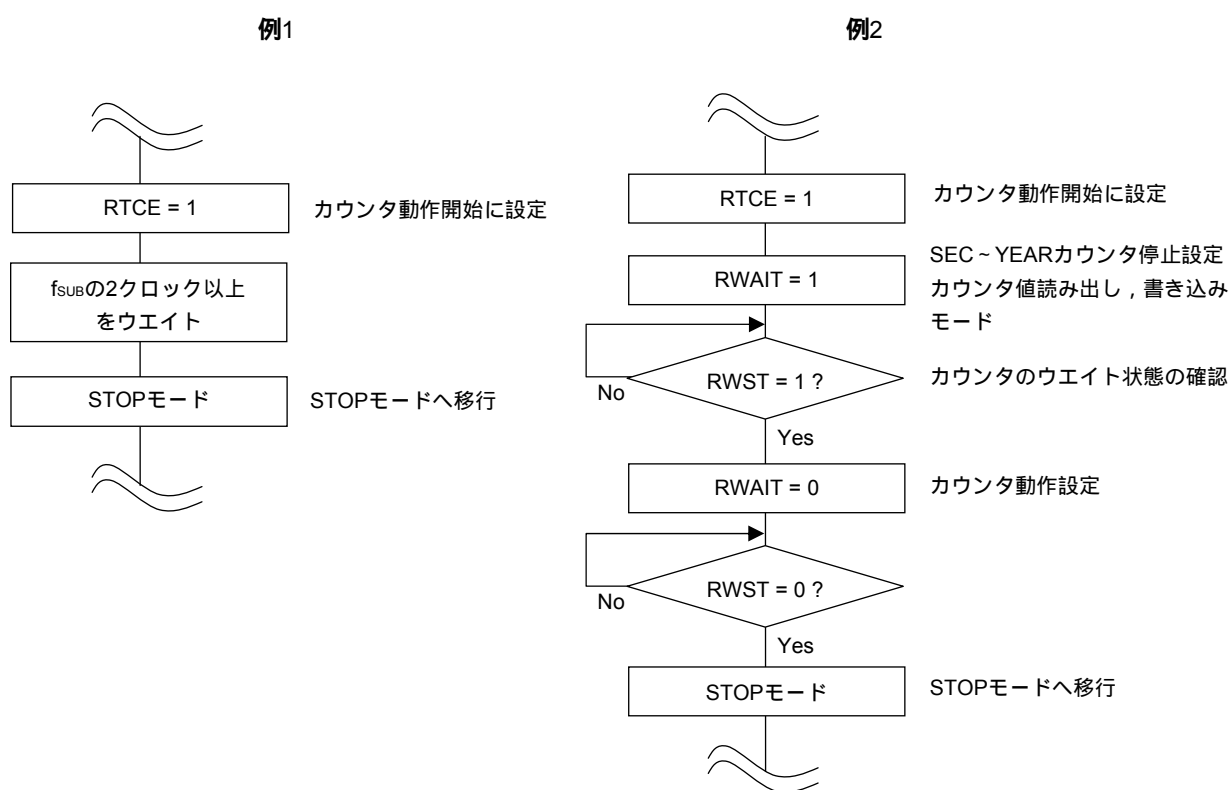 例1
RTCE = 1
カウンタ動作開始に設定
fSUBの2クロック以上
をウエイト
STOPモード
STOPモードへ移行
例2
RTCE = 1
カウンタ動作開始に設定
RWAIT = 1
SEC~YEARカウンタ停止設定
カウンタ値読み出し,書き込み
モード
RWST = 1 ?
カウンタのウエイト状態の確認
No
Yes
RWAIT = 0
カウンタ動作設定
RWST = 0 ?
No
Yes
STOPモード
STOPモードへ移行